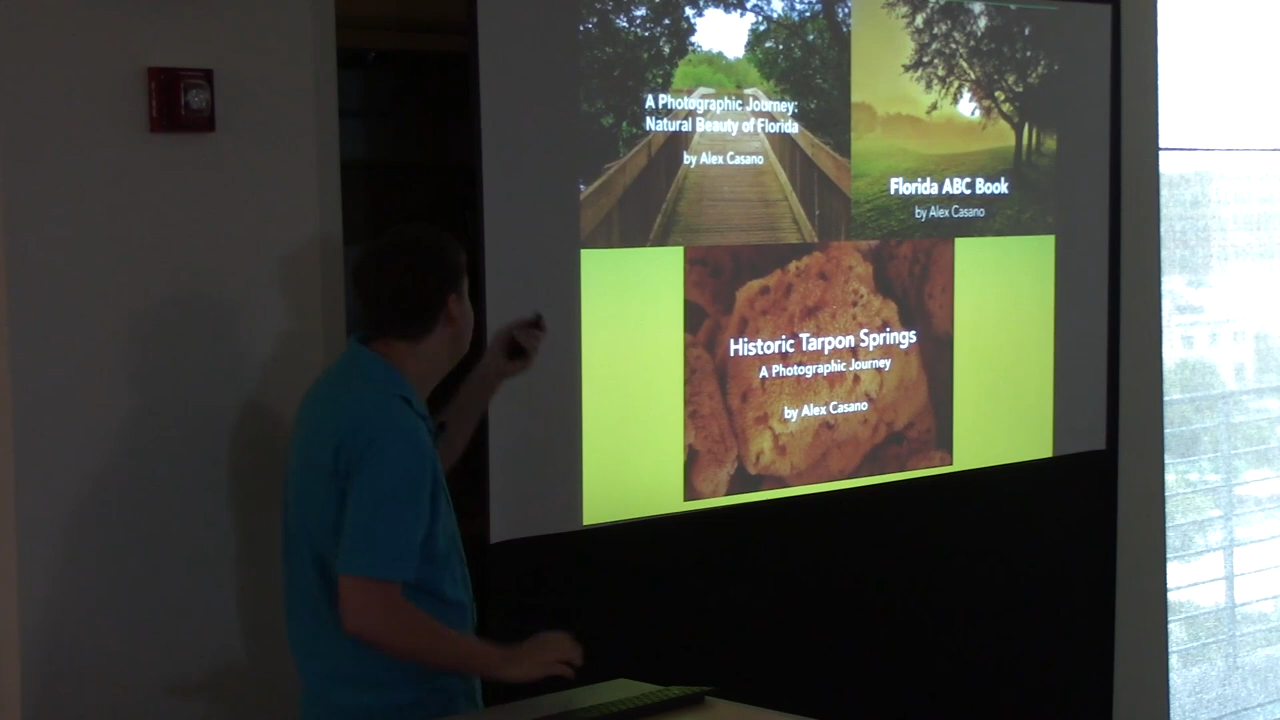 A Photographic Journey:
Natural Beauty of Florida
by Alex Casano
Florida ABC Book
by Alex Casano
Historic Tarpon Springs
A Photographic Journey
by Alex Casano